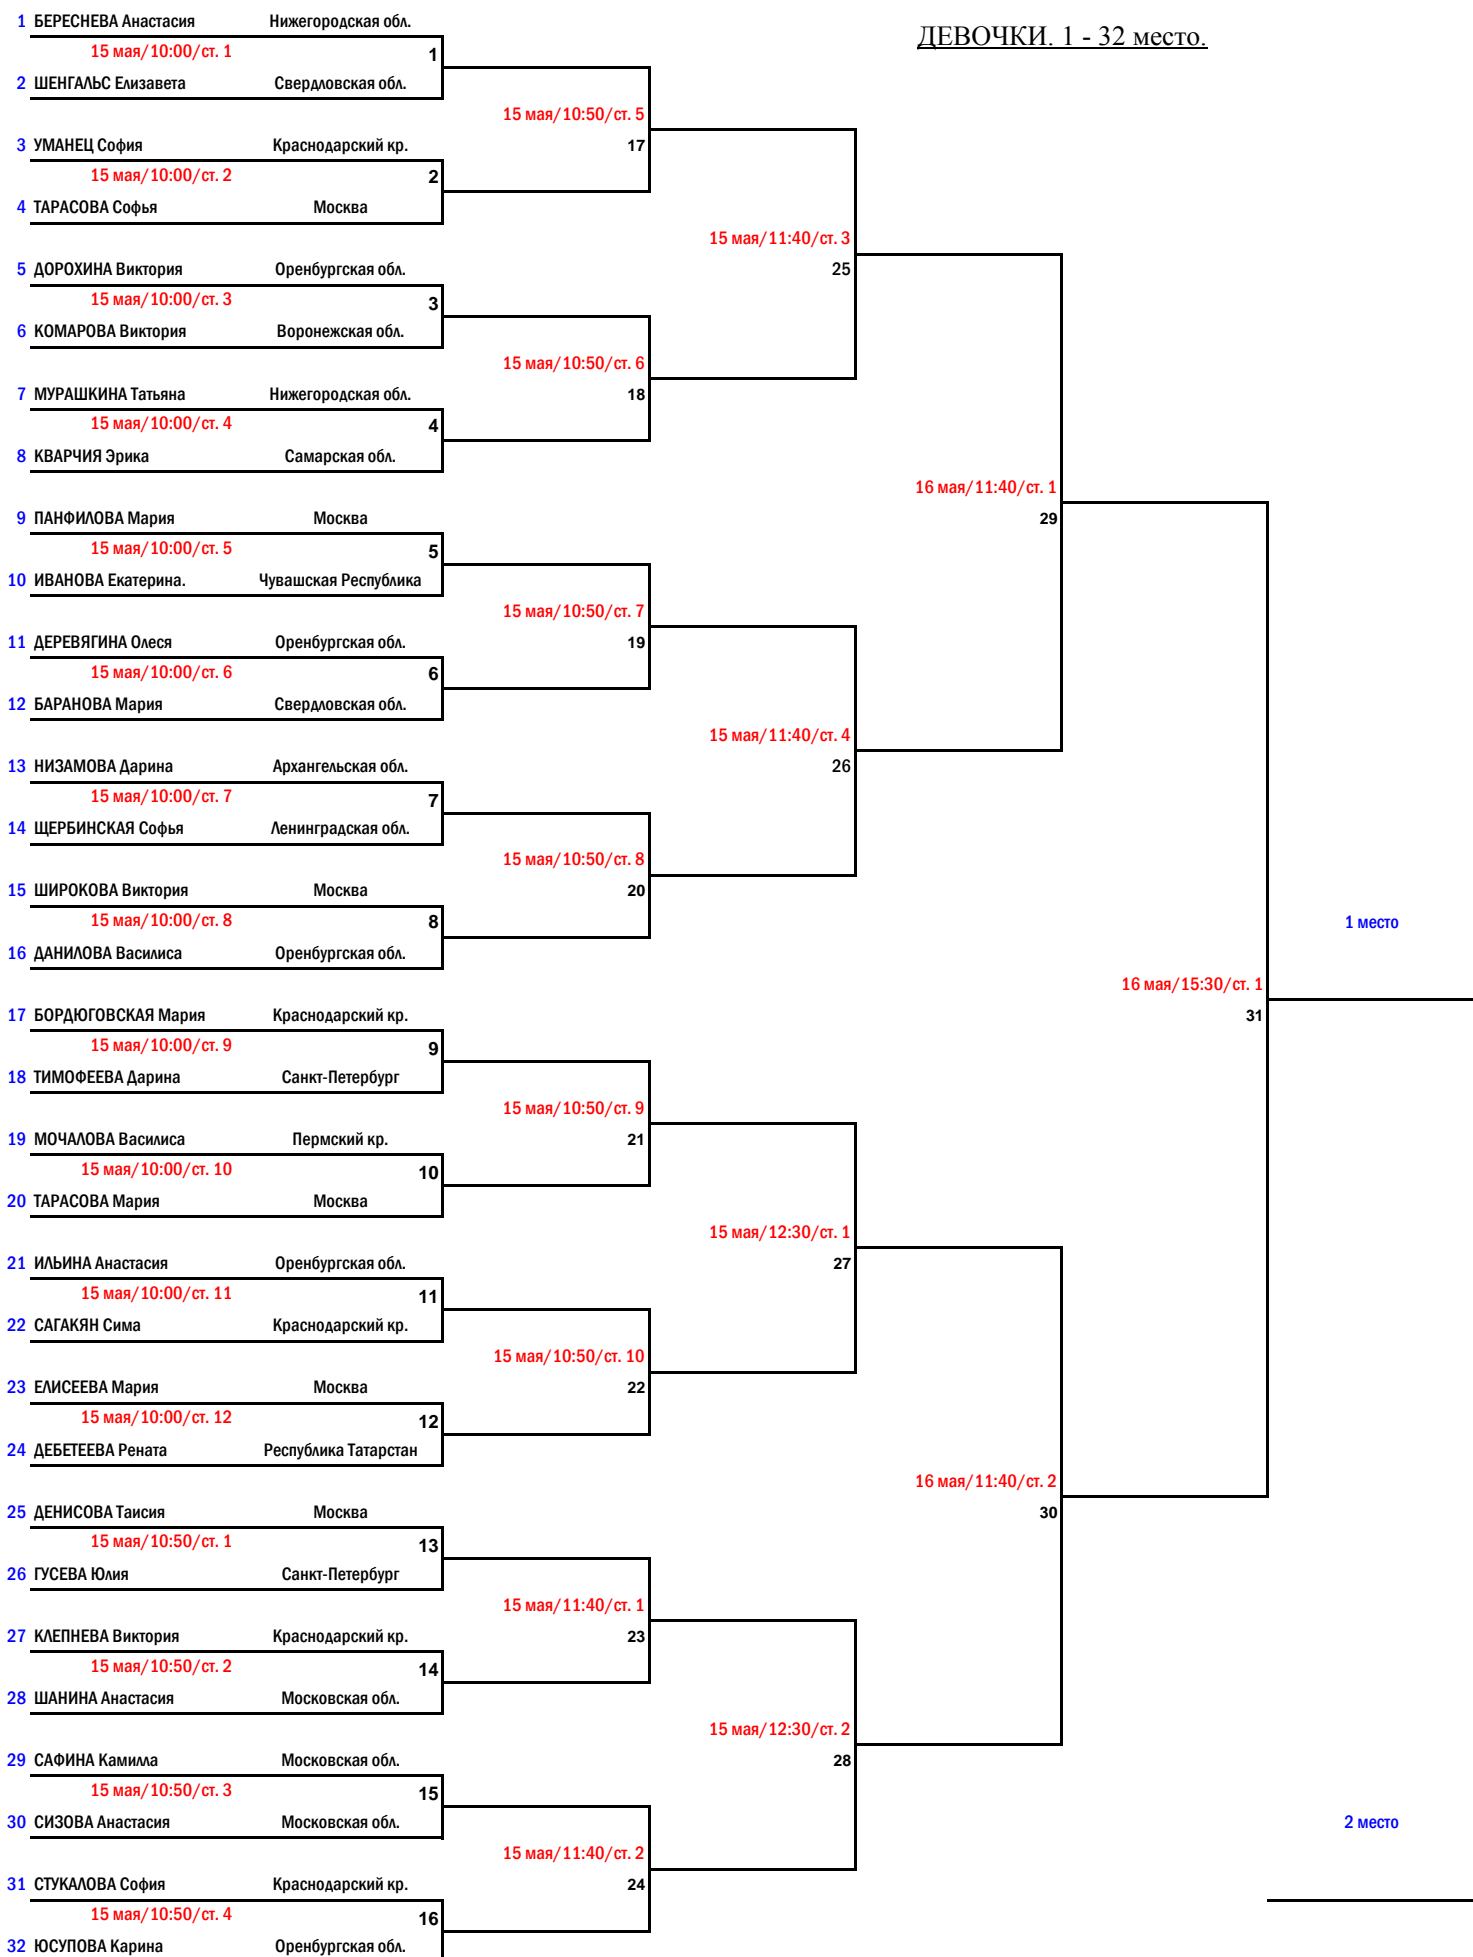 ДЕВОЧКИ. 1 - 32 место.
1 БЕРЕСНЕВА Анастасия Нижегородская обл.
15 мая/10:00/ст. 1 1
2 ШЕНГАЛЬС Елизавета Свердловская обл.
15 мая/10:50/ст. 5
17
3 УМАНЕЦ София Краснодарский кр.
15 мая/10:00/ст. 2 2
4 ТАРАСОВА Софья Москва
15 мая/11:40/ст. 3
25
5 ДОРОХИНА Виктория Оренбургская обл.
15 мая/10:00/ст. 3 3
6 КОМАРОВА Виктория Воронежская обл.
15 мая/10:50/ст. 6
18
7 МУРАШКИНА Татьяна Нижегородская обл.
15 мая/10:00/ст. 4 4
8 КВАРЧИЯ Эрика Самарская обл.
16 мая/11:40/ст. 1
29
9 ПАНФИЛОВА Мария Москва
15 мая/10:00/ст. 5 5
10 ИВАНОВА Екатерина. Чувашская Республика
15 мая/10:50/ст. 7
19
11 ДЕРЕВЯГИНА Олеся Оренбургская обл.
15 мая/10:00/ст. 6 6
12 БАРАНОВА Мария Свердловская обл.
15 мая/11:40/ст. 4
26
13 НИЗАМОВА Дарина Архангельская обл.
15 мая/10:00/ст. 7 7
14 ЩЕРБИНСКАЯ Софья Ленинградская обл.
15 мая/10:50/ст. 8
20
15 ШИРОКОВА Виктория Москва
15 мая/10:00/ст. 8 8
1 место
16 ДАНИЛОВА Василиса Оренбургская обл.
16 мая/15:30/ст. 1
31
17 БОРДЮГОВСКАЯ Мария Краснодарский кр.
15 мая/10:00/ст. 9 9
18 ТИМОФЕЕВА Дарина Санкт-Петербург
15 мая/10:50/ст. 9
21
19 МОЧАЛОВА Василиса Пермский кр.
15 мая/10:00/ст. 10 10
20 ТАРАСОВА Мария Москва
15 мая/12:30/ст. 1
27
21 ИЛЬИНА Анастасия Оренбургская обл.
15 мая/10:00/ст. 11 11
22 САГАКЯН Сима Краснодарский кр.
15 мая/10:50/ст. 10
22
23 ЕЛИСЕЕВА Мария Москва
15 мая/10:00/ст. 12 12
24 ДЕБЕТЕЕВА Рената Республика Татарстан
16 мая/11:40/ст. 2
30
25 ДЕНИСОВА Таисия Москва
15 мая/10:50/ст. 1 13
26 ГУСЕВА Юлия Санкт-Петербург
15 мая/11:40/ст. 1
23
27 КЛЕПНЕВА Виктория Краснодарский кр.
15 мая/10:50/ст. 2 14
28 ШАНИНА Анастасия Московская обл.
15 мая/12:30/ст. 2
28
29 САФИНА Камилла Московская обл.
15 мая/10:50/ст. 3 15
30 СИЗОВА Анастасия Московская обл.
2 место
15 мая/11:40/ст. 2
24
31 СТУКАЛОВА София Краснодарский кр.
15 мая/10:50/ст. 4 16
32 ЮСУПОВА Карина Оренбургская обл.